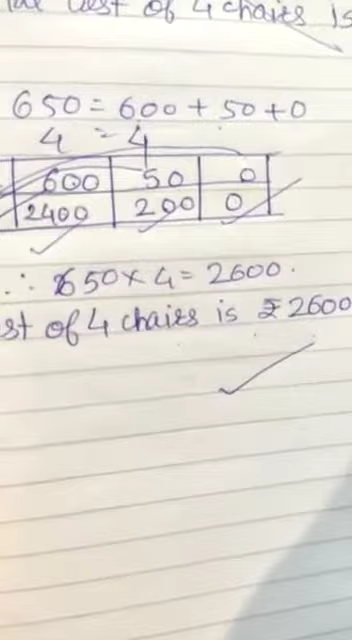 cost of 4 chairs is
650 = 600 + 50 + 0
4 = 4
600 50 0
2400 200 0
∴ 650 × 4 = 2600.
st of 4 chairs is ₹ 2600